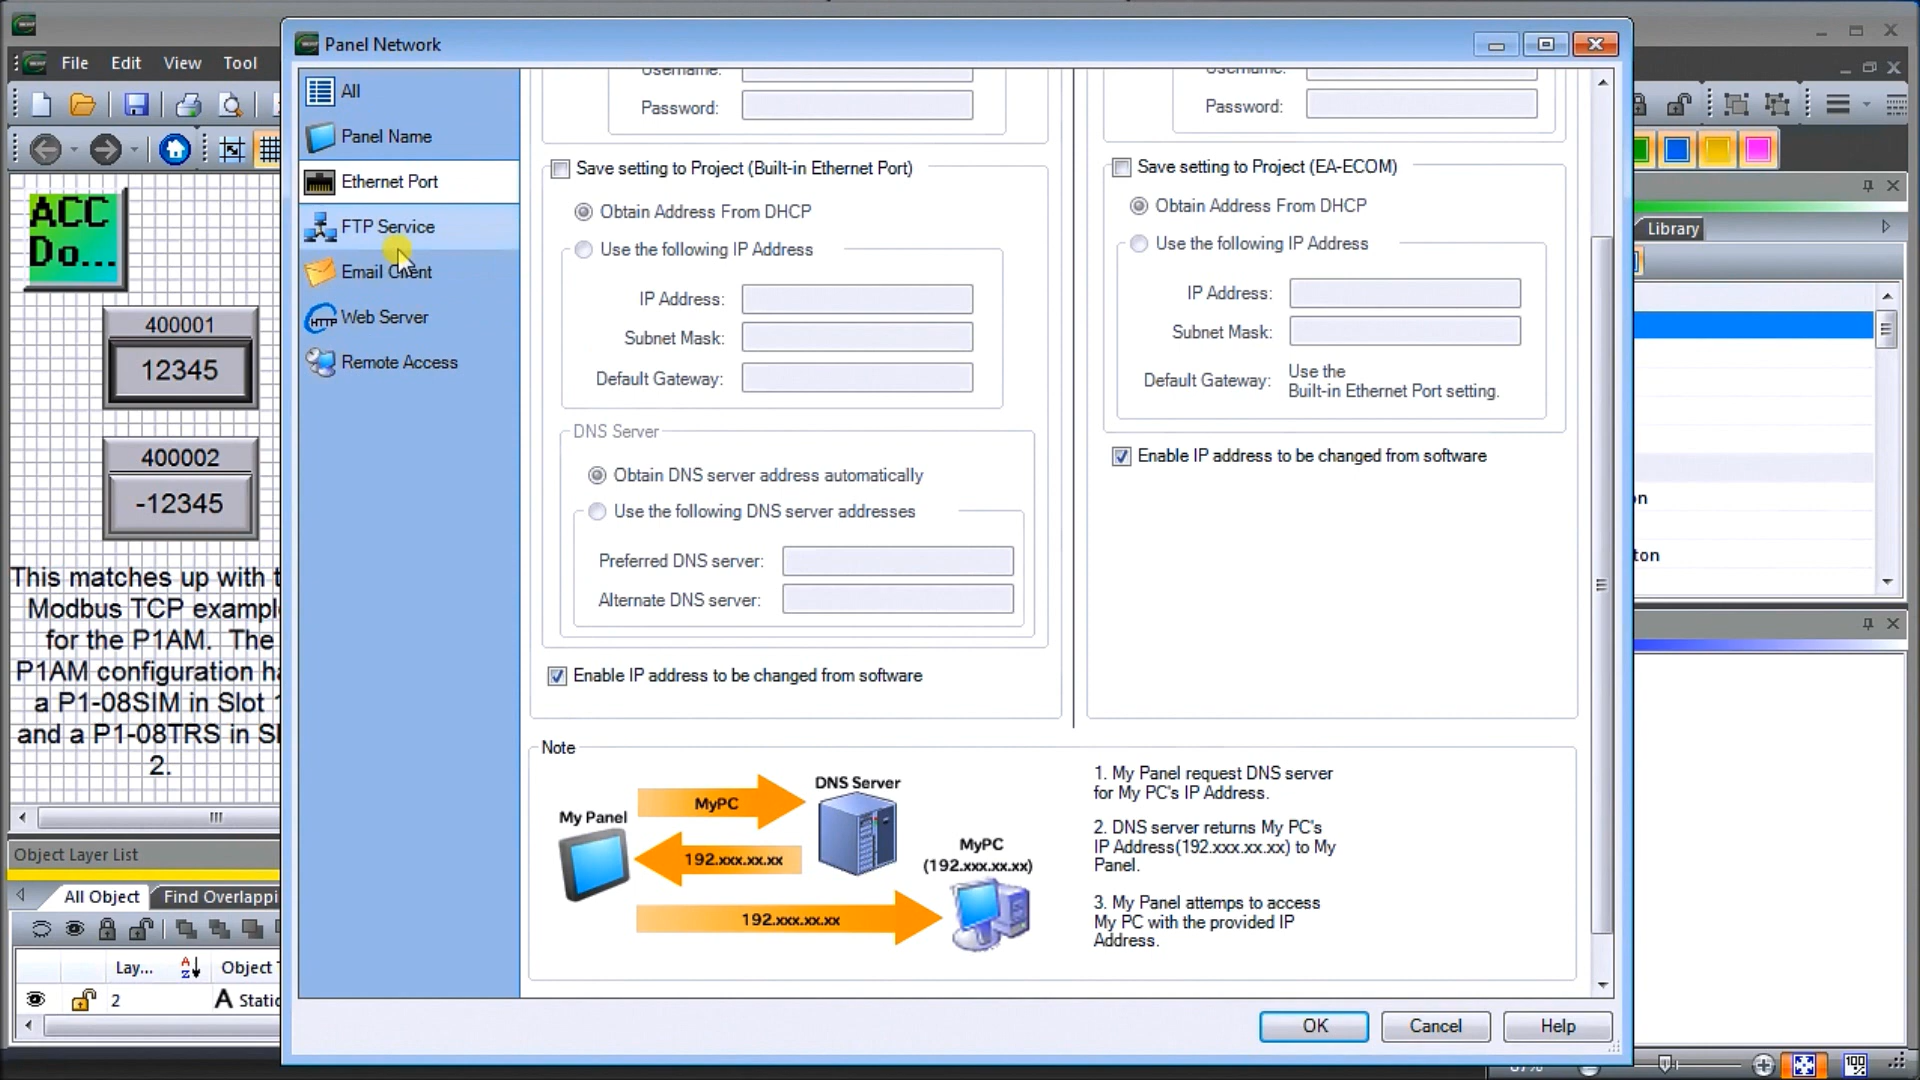 Panel Network
File Edit View Tool
All
Panel Name
Ethernet Port
FTP Service
Email Client
Web Server
HTTP
Remote Access
ACC
Do...
400001
12345
400002
-12345
This matches up with t
Modbus TCP example
for the P1AM. The
P1AM configuration ha
a P1-08SIM in Slot 1
and a P1-08TRS in Sl
2.
Object Layer List
All Object
Find Overlappi
Lay...
Object T
2
A Static
Username:
Password:
Save setting to Project (Built-in Ethernet Port)
Obtain Address From DHCP
Use the following IP Address
IP Address:
Subnet Mask:
Default Gateway:
DNS Server
Obtain DNS server address automatically
Use the following DNS server addresses
Preferred DNS server:
Alternate DNS server:
Enable IP address to be changed from software
Username:
Password:
Save setting to Project (EA-ECOM)
Obtain Address From DHCP
Use the following IP Address
IP Address:
Subnet Mask:
Default Gateway:
Use the
Built-in Ethernet Port setting.
Enable IP address to be changed from software
Note
My Panel
MyPC
DNS Server
192.xxx.xx.xx
MyPC
(192.xxx.xx.xx)
192.xxx.xx.xx
1. My Panel request DNS server
for My PC's IP Address.
2. DNS server returns My PC's
IP Address(192.xxx.xx.xx) to My
Panel.
3. My Panel attemps to access
My PC with the provided IP
Address.
OK
Cancel
Help
Library
n
ton
100